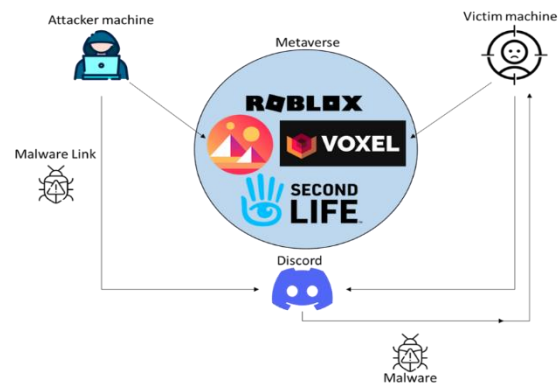 Attacker machine
Victim machine
Metaverse
ROBLOX
VOXEL
SECOND
LIFE
Malware Link
Discord
Malware